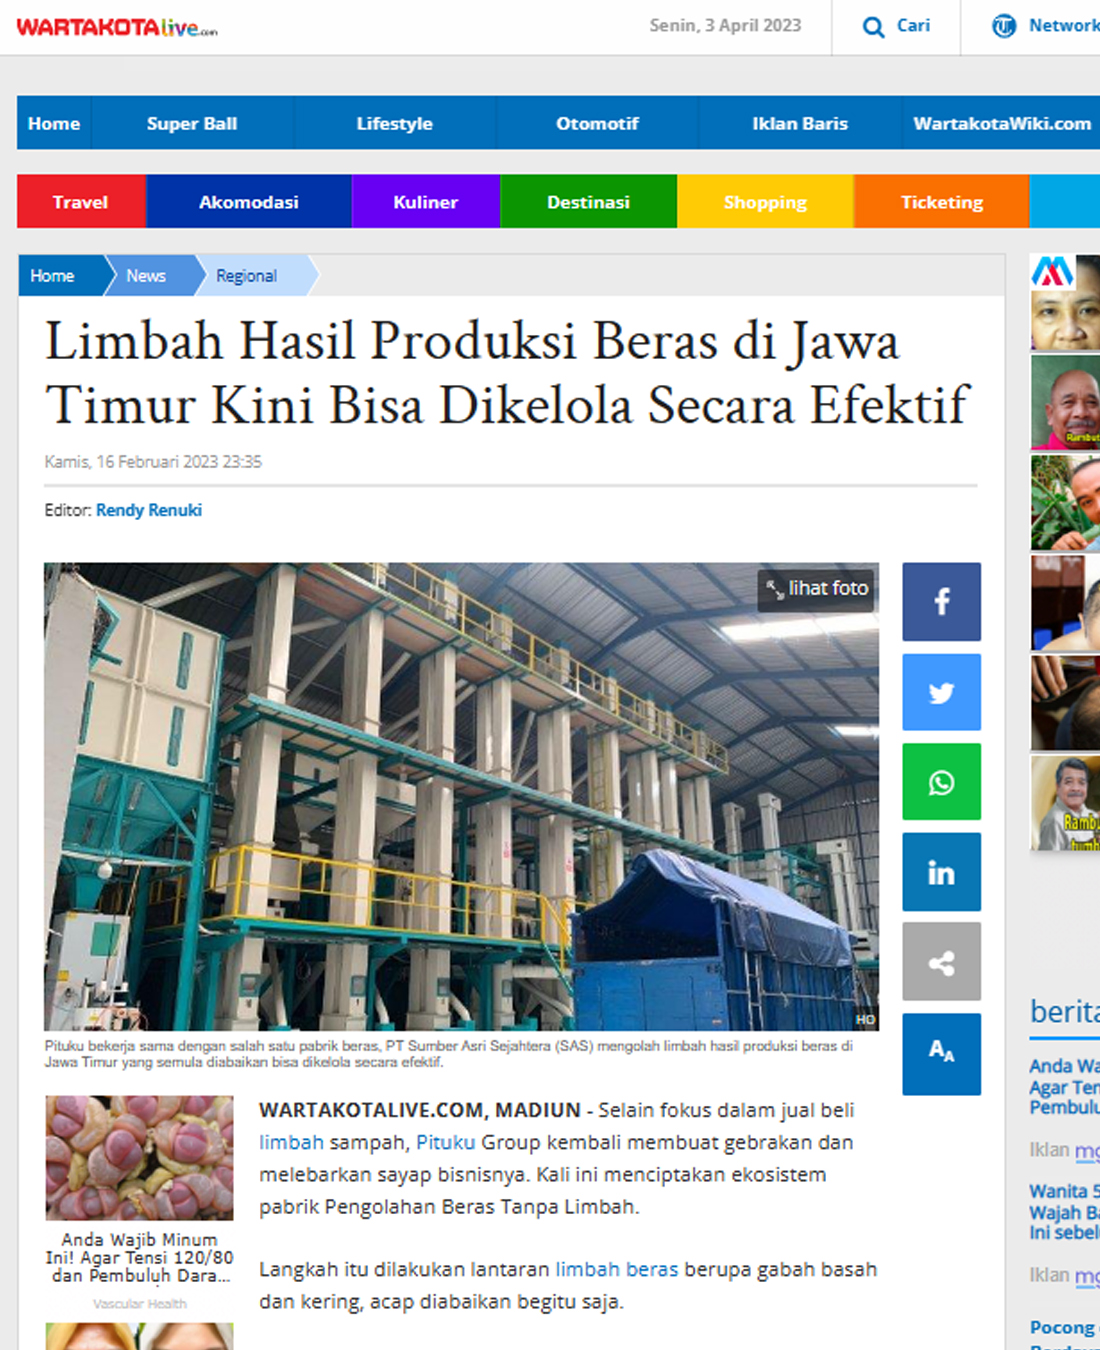 WARTAKOTAlive.com
Senin, 3 April 2023
Cari
Network
Home
Super Ball
Lifestyle
Otomotif
Iklan Baris
WartakotaWiki.com
Travel
Akomodasi
Kuliner
Destinasi
Shopping
Ticketing
Home
News
Regional
Limbah Hasil Produksi Beras di Jawa
Timur Kini Bisa Dikelola Secara Efektif
Kamis, 16 Februari 2023 23:35
Editor: Rendy Renuki
lihat foto
HO
Pituku bekerja sama dengan salah satu pabrik beras, PT Sumber Asri Sejahtera (SAS) mengolah limbah hasil produksi beras di
Jawa Timur yang semula diabaikan bisa dikelola secara efektif.
WARTAKOTALIVE.COM, MADIUN - Selain fokus dalam jual beli
limbah sampah, Pituku Group kembali membuat gebrakan dan
melebarkan sayap bisnisnya. Kali ini menciptakan ekosistem
pabrik Pengolahan Beras Tanpa Limbah.
Langkah itu dilakukan lantaran limbah beras berupa gabah basah
dan kering, acap diabaikan begitu saja.
Anda Wajib Minum
Ini! Agar Tensi 120/80
dan Pembuluh Dara...
Vascular Health
Rambut
Rambu
tumb
berita
Anda Wa
Agar Ten
Pembulu
Iklan mg
Wanita 5
Wajah Ba
Ini sebel
Iklan mg
Pocong